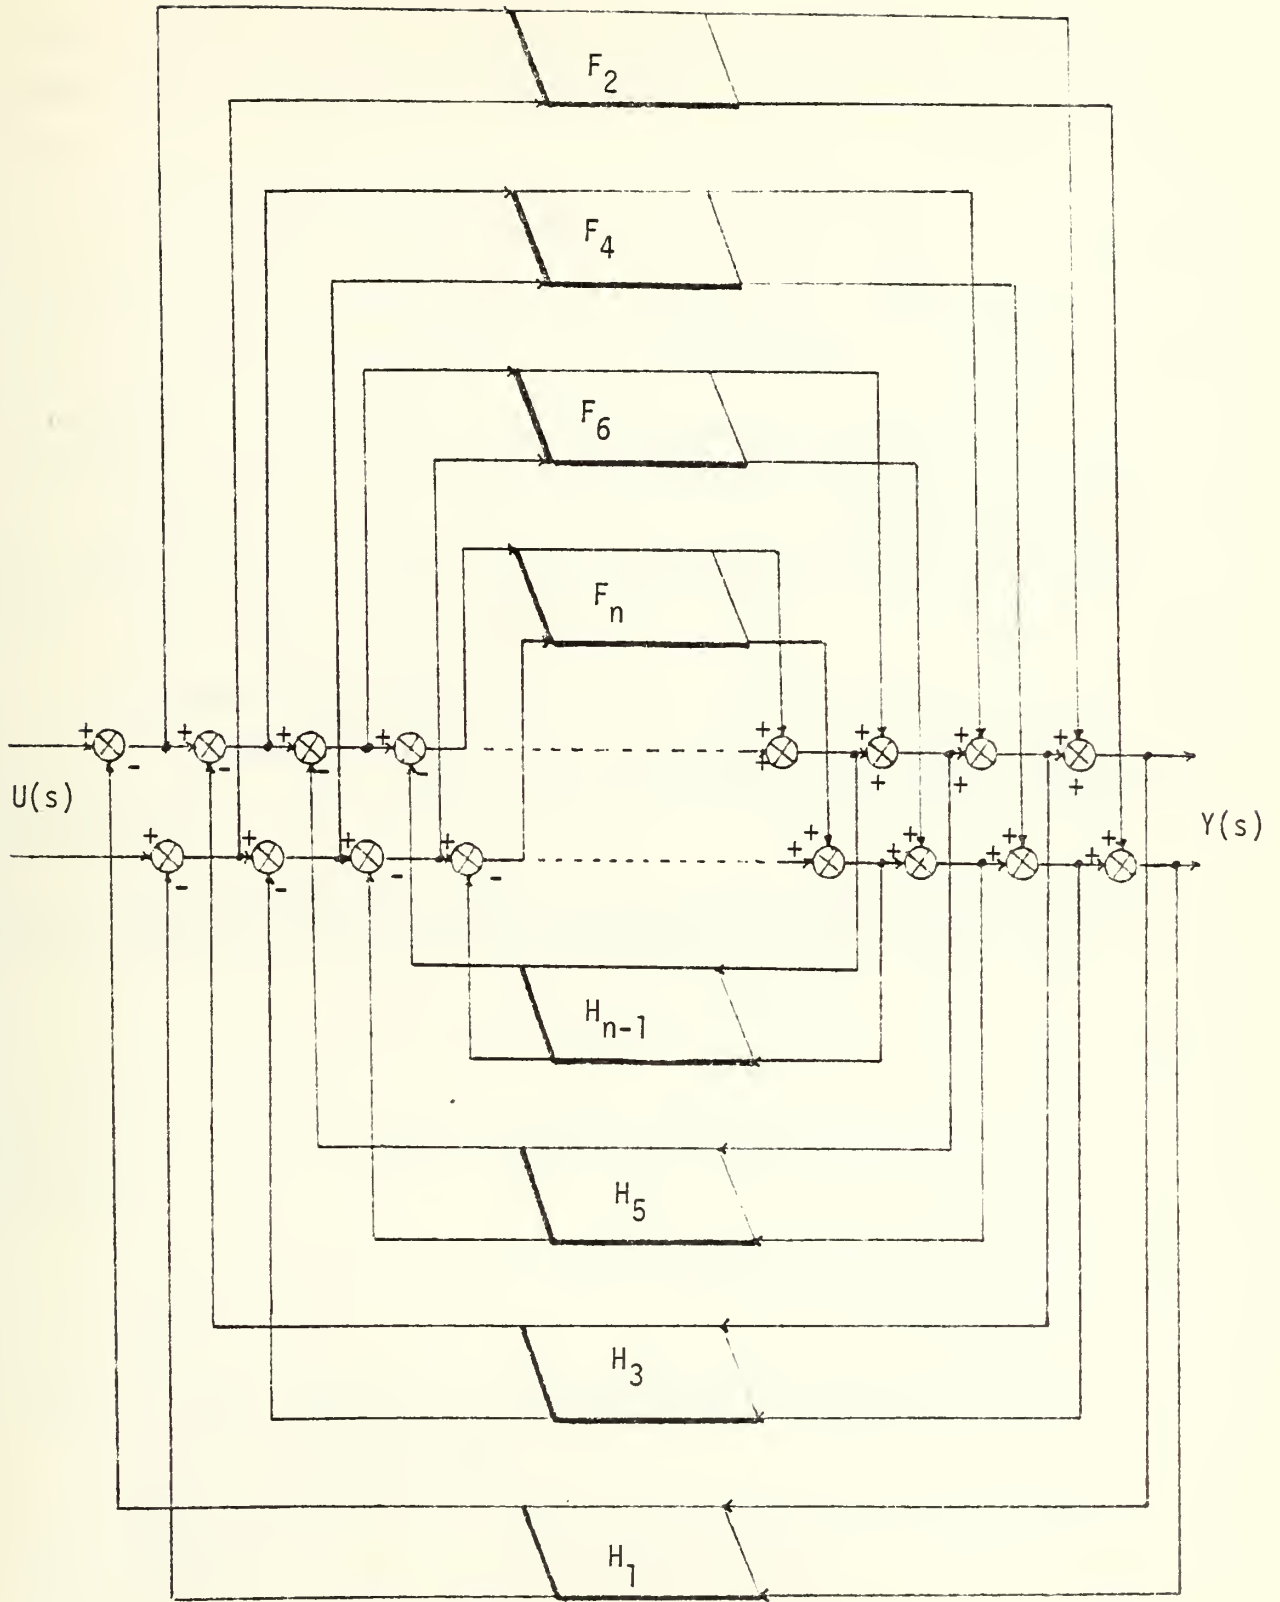 F2
F4
F6
Fn
+ + + + + + + +
- - - - + + + +
U(s)
Y(s)
+ + + + + + + +
- - - - + + + +
Hn-1
H5
H3
H1